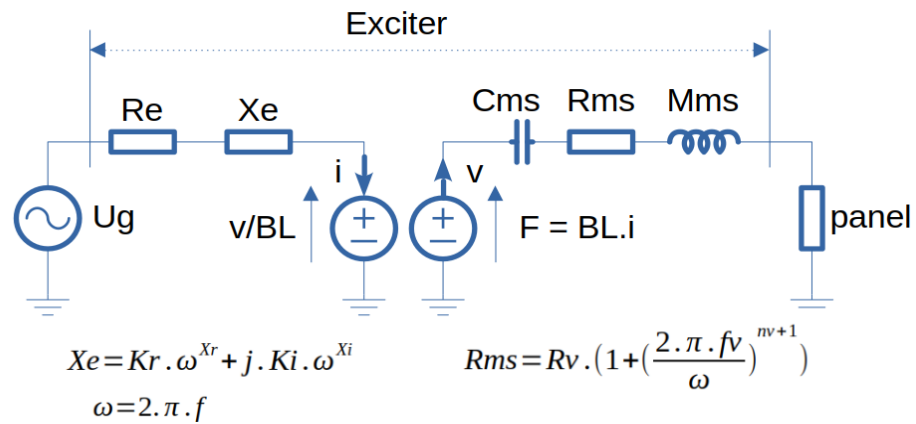 Exciter
Re Xe Cms Rms Mms
i v
Ug v/BL + − + − F = BL.i panel
Xe=Kr.ω^Xr+j.Ki.ω^Xi Rms=Rv.(1+(2.π.fv/ω)^nv+1)
ω=2.π.f